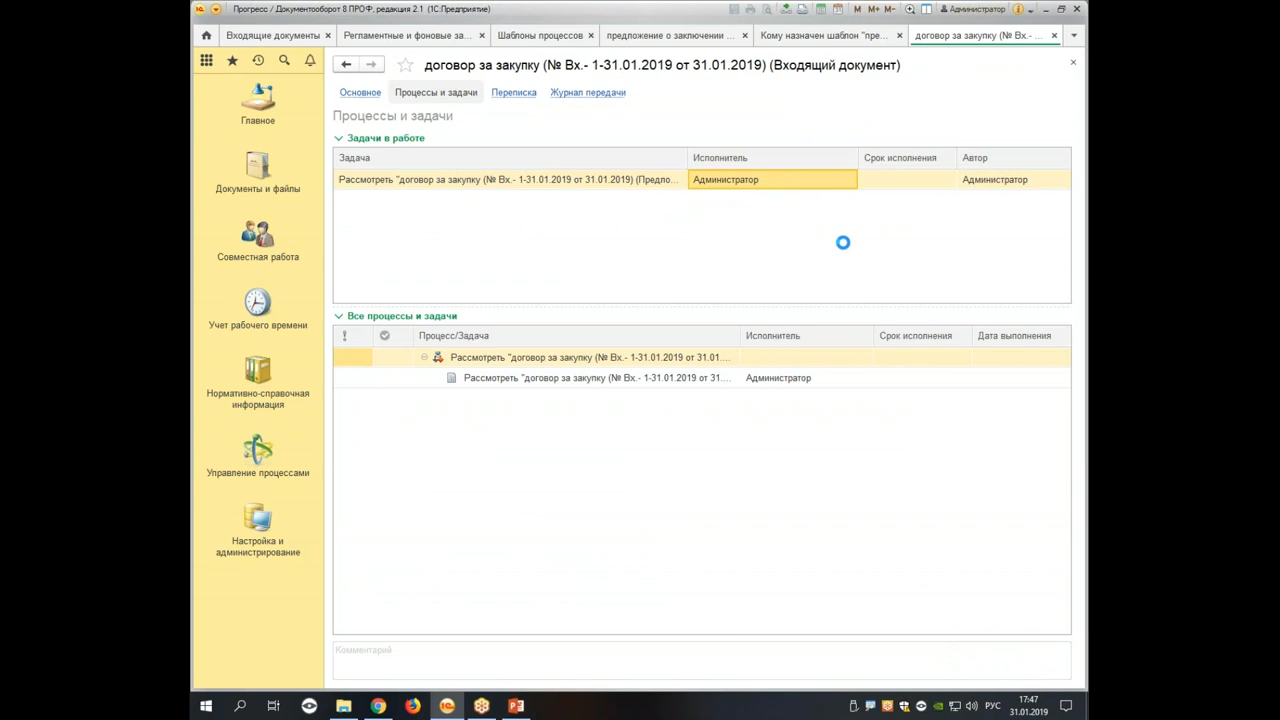 Прогресс / Документооборот 8 ПРОФ, редакция 2.1 (1С:Предприятие)
M M+ M- Администратор
Входящие документы
Регламентные и фоновые за...
Шаблоны процессов
предложение о заключении ...
Кому назначен шаблон "пре...
договор за закупку (№ Вх.- ...
договор за закупку (№ Вх.- 1-31.01.2019 от 31.01.2019) (Входящий документ)
Основное
Процессы и задачи
Переписка
Журнал передачи
Процессы и задачи
Задачи в работе
Задача Исполнитель Срок исполнения Автор
Рассмотреть "договор за закупку (№ Вх.- 1-31.01.2019 от 31.01.2019) (Предло... Администратор Администратор
Все процессы и задачи
Процесс/Задача Исполнитель Срок исполнения Дата выполнения
Рассмотреть "договор за закупку (№ Вх.- 1-31.01.2019 от 31.01....
Рассмотреть "договор за закупку (№ Вх.- 1-31.01.2019 от 31.... Администратор
Комментарий
Главное
Документы и файлы
Совместная работа
Учет рабочего времени
Нормативно-справочная
информация
Управление процессами
Настройка и
администрирование
РУС
17:47
31.01.2019